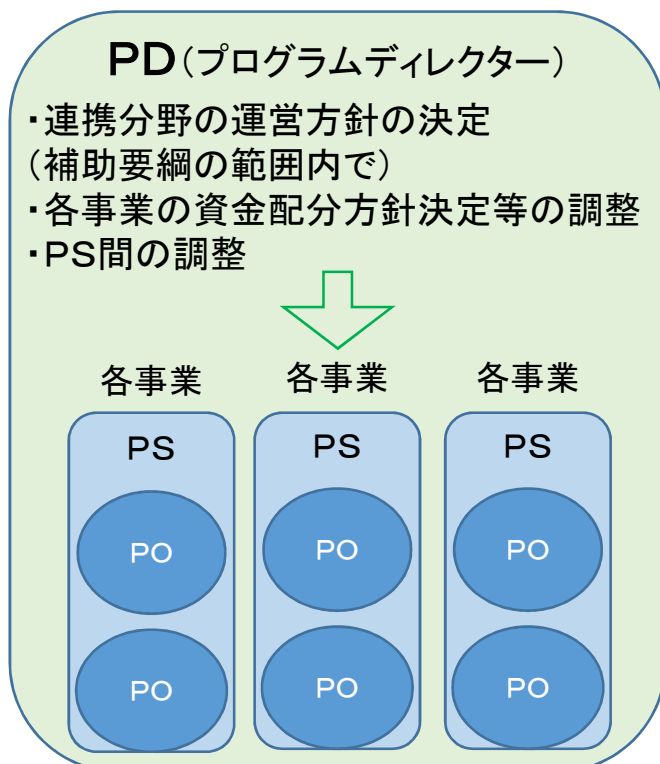 PD(プログラムディレクター)
・連携分野の運営方針の決定
(補助要綱の範囲内で)
・各事業の資金配分方針決定等の調整
・PS間の調整
各事業 各事業 各事業
PS PS PS
PO PO PO
PO PO PO